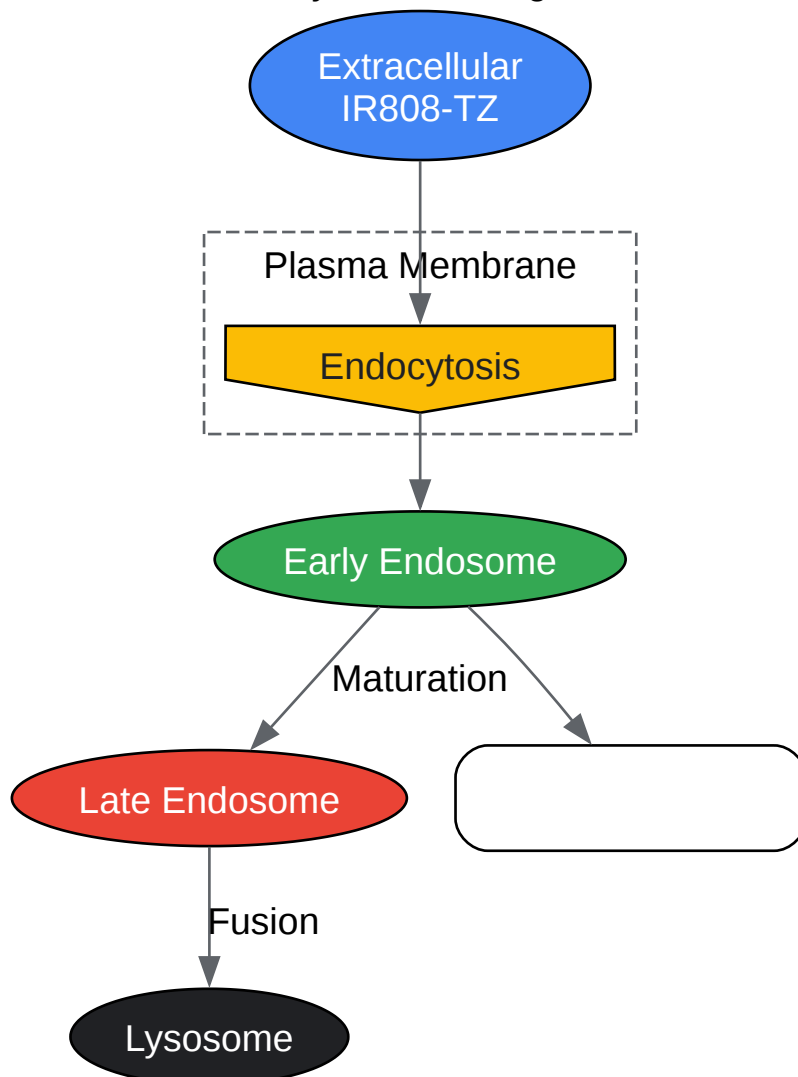 Extracellular
IR808-TZ
Plasma Membrane
Endocytosis
Early Endosome
Maturation
Late Endosome
Fusion
Lysosome